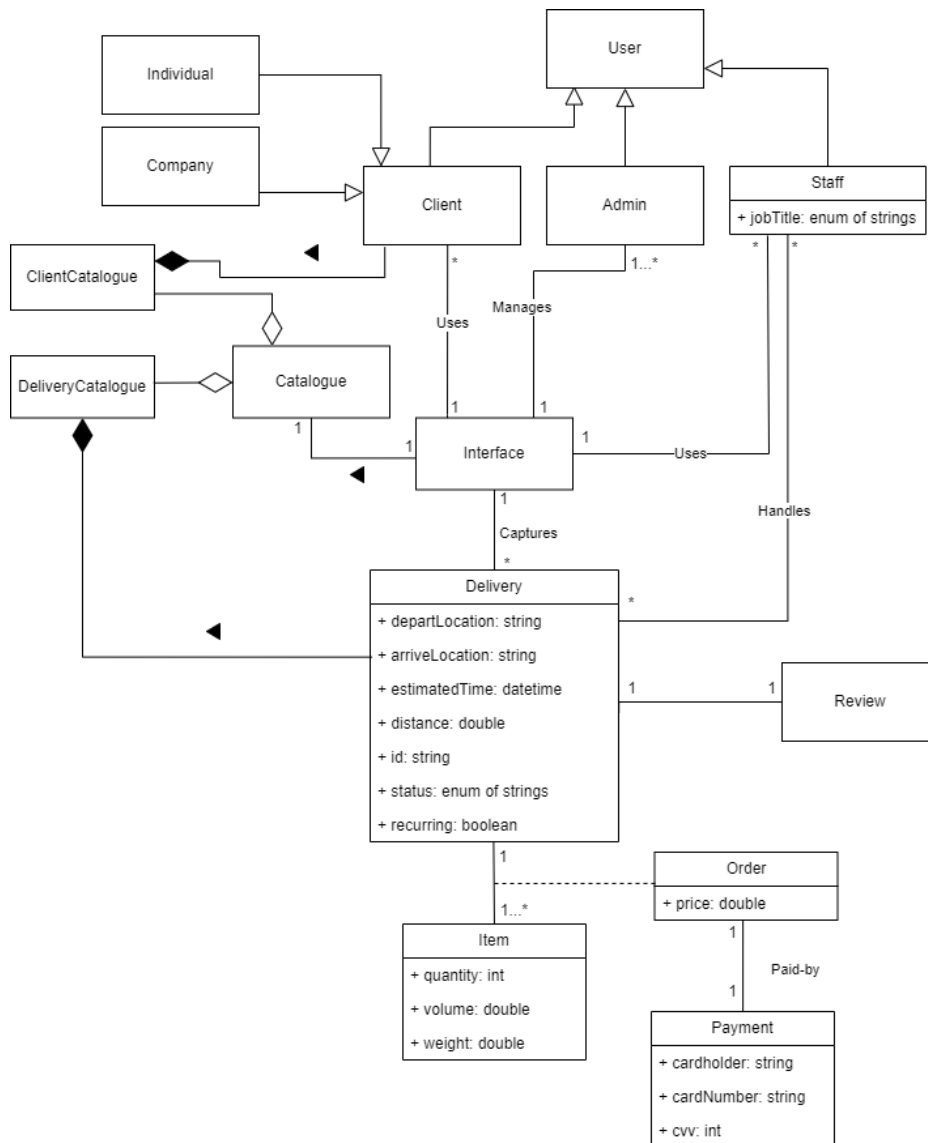 User
Individual
Company
Client
Admin
Staff
+ jobTitle: enum of strings
*
1...*
*
*
ClientCatalogue
Uses
Manages
DeliveryCatalogue
Catalogue
1
1
1
1
1
Interface
Uses
1
Captures
Handles
*
*
Delivery
+ departLocation: string
+ arriveLocation: string
+ estimatedTime: datetime
+ distance: double
+ id: string
+ status: enum of strings
+ recurring: boolean
1
1
Review
1
1...*
Order
+ price: double
Item
+ quantity: int
+ volume: double
+ weight: double
1
Paid-by
1
Payment
+ cardholder: string
+ cardNumber: string
+ cvv: int